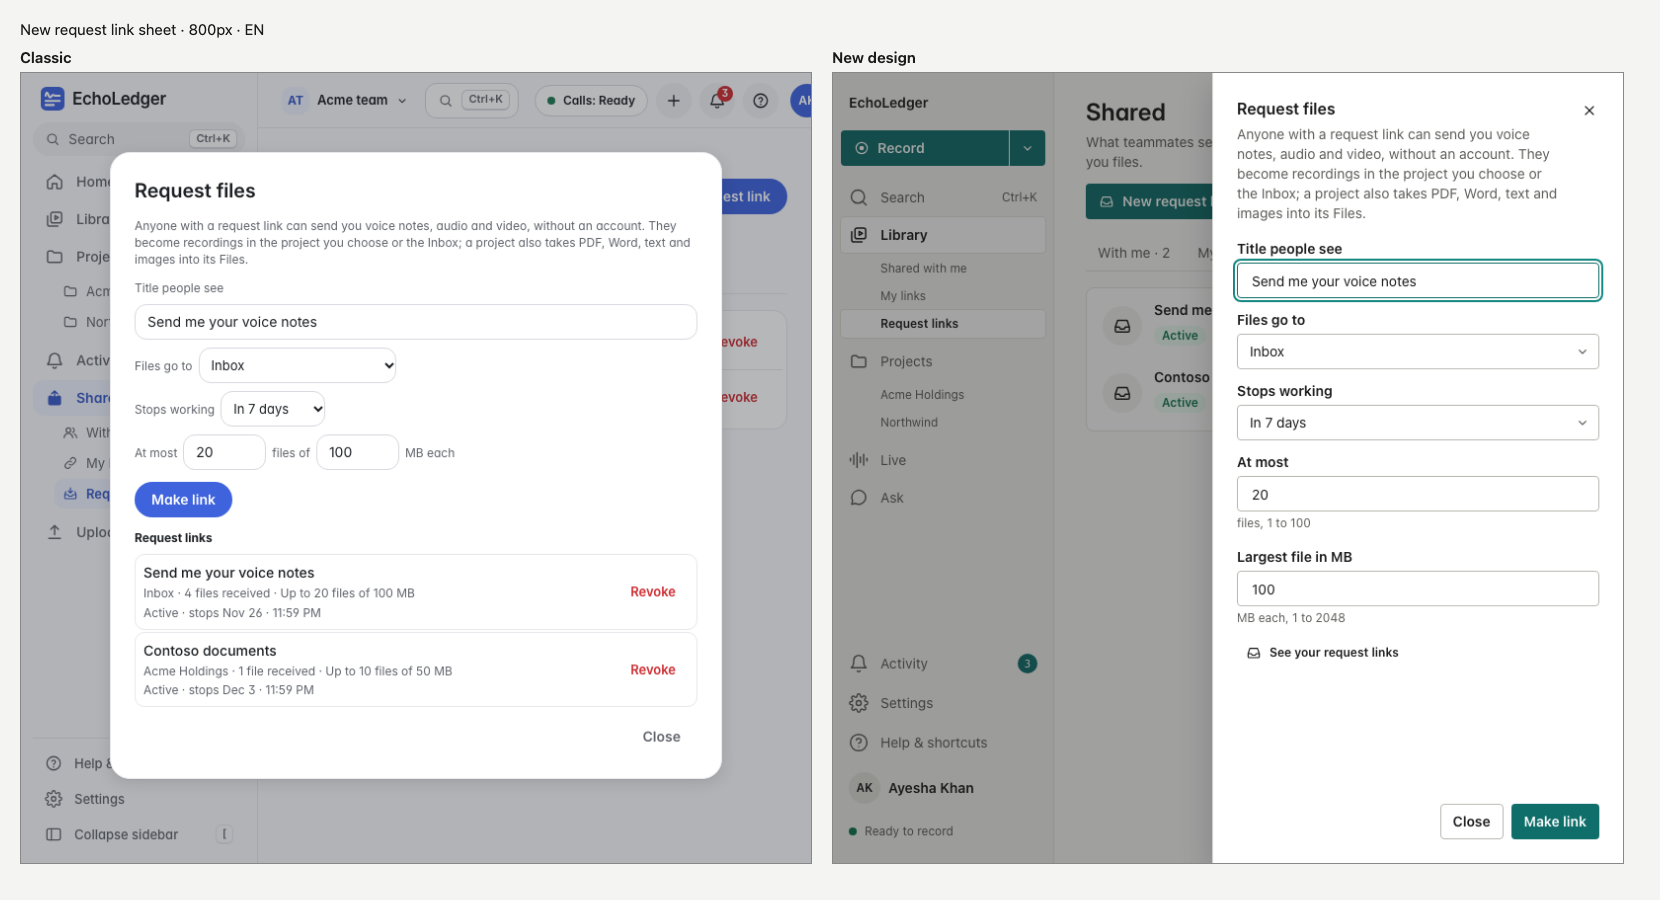 New request link sheet · 800px · EN
Classic
EchoLedger
Search
Ctrl+K
Projects
Settings
Collapse sidebar
[
AT
Acme team
Ctrl+K
Calls: Ready
3
Request files
Anyone with a request link can send you voice notes, audio and video, without an account. They
become recordings in the project you choose or the Inbox; a project also takes PDF, Word, text and
images into its Files.
Title people see
Send me your voice notes
Files go to
Inbox
Stops working
In 7 days
At most
20
files of
100
MB each
Make link
Request links
Send me your voice notes
Inbox · 4 files received · Up to 20 files of 100 MB
Active · stops Nov 26 · 11:59 PM
Revoke
Contoso documents
Acme Holdings · 1 file received · Up to 10 files of 50 MB
Active · stops Dec 3 · 11:59 PM
Revoke
Close
New design
EchoLedger
Record
Search
Ctrl+K
Library
Shared with me
My links
Request links
Projects
Acme Holdings
Northwind
Live
Ask
Activity
3
Settings
Help & shortcuts
AK
Ayesha Khan
Ready to record
Shared
What teammates
you files.
New request
With me · 2
Send me
Active
Contoso
Active
Request files
Anyone with a request link can send you voice
notes, audio and video, without an account. They
become recordings in the project you choose or
the Inbox; a project also takes PDF, Word, text and
images into its Files.
Title people see
Send me your voice notes
Files go to
Inbox
Stops working
In 7 days
At most
20
files, 1 to 100
Largest file in MB
100
MB each, 1 to 2048
See your request links
Close
Make link